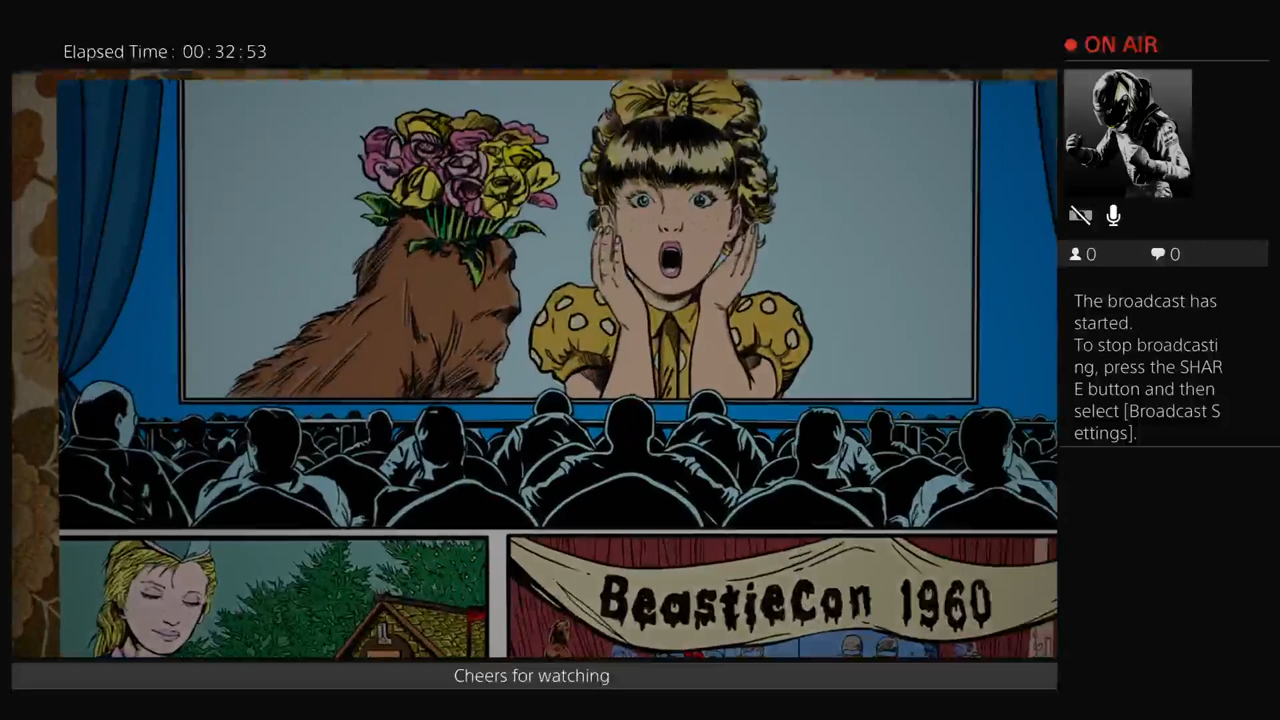 Elapsed Time: 00:32:53
ON AIR
0
0
The broadcast has
started.
To stop broadcasti
ng, press the SHAR
E button and then
select [Broadcast S
ettings].
BeastieCon 1960
Cheers for watching